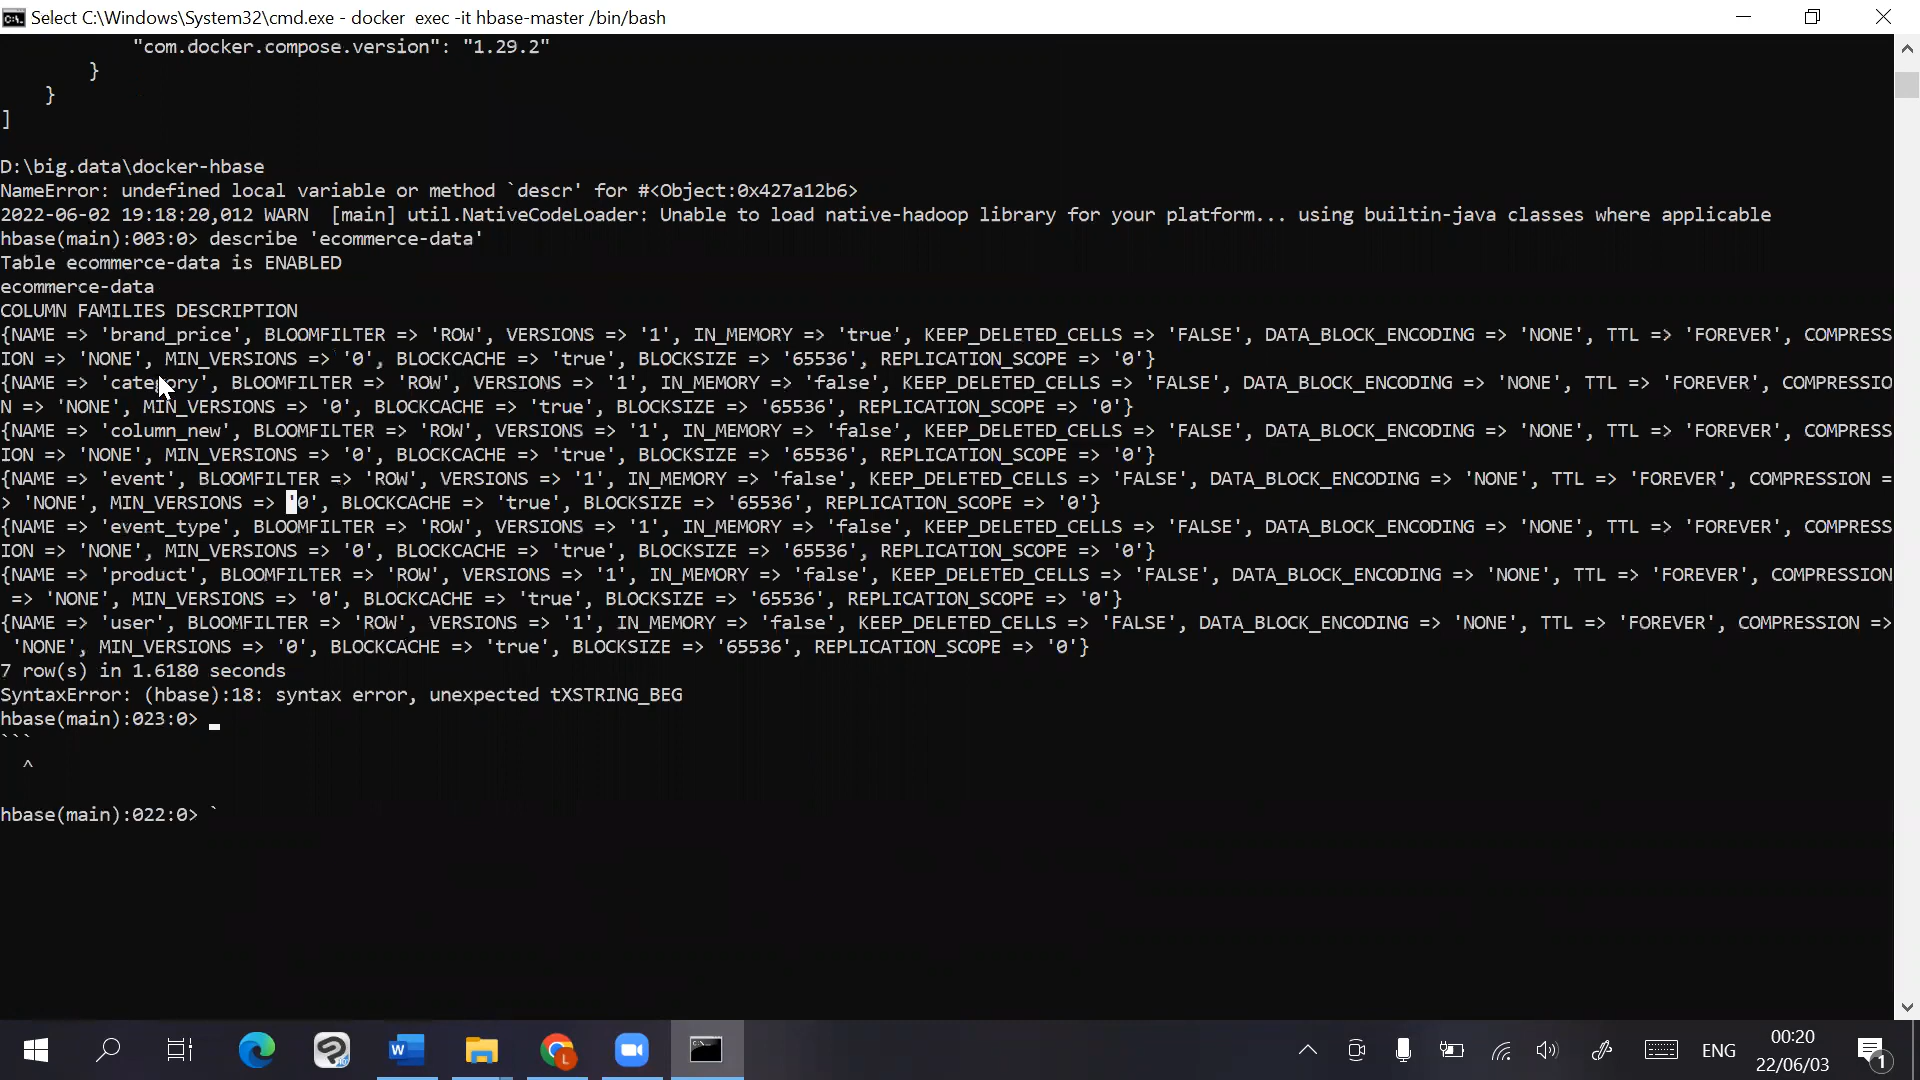 Select C:\Windows\System32\cmd.exe - docker  exec -it hbase-master /bin/bash
            "com.docker.compose.version": "1.29.2"
        }
    }
]
D:\big.data\docker-hbase
NameError: undefined local variable or method `descr' for #<Object:0x427a12b6>
2022-06-02 19:18:20,012 WARN  [main] util.NativeCodeLoader: Unable to load native-hadoop library for your platform... using builtin-java classes where applicable
hbase(main):003:0> describe 'ecommerce-data'
Table ecommerce-data is ENABLED
ecommerce-data
COLUMN FAMILIES DESCRIPTION
{NAME => 'brand_price', BLOOMFILTER => 'ROW', VERSIONS => '1', IN_MEMORY => 'true', KEEP_DELETED_CELLS => 'FALSE', DATA_BLOCK_ENCODING => 'NONE', TTL => 'FOREVER', COMPRESS
ION => 'NONE', MIN_VERSIONS => '0', BLOCKCACHE => 'true', BLOCKSIZE => '65536', REPLICATION_SCOPE => '0'}
{NAME => 'category', BLOOMFILTER => 'ROW', VERSIONS => '1', IN_MEMORY => 'false', KEEP_DELETED_CELLS => 'FALSE', DATA_BLOCK_ENCODING => 'NONE', TTL => 'FOREVER', COMPRESSIO
N => 'NONE', MIN_VERSIONS => '0', BLOCKCACHE => 'true', BLOCKSIZE => '65536', REPLICATION_SCOPE => '0'}
{NAME => 'column_new', BLOOMFILTER => 'ROW', VERSIONS => '1', IN_MEMORY => 'false', KEEP_DELETED_CELLS => 'FALSE', DATA_BLOCK_ENCODING => 'NONE', TTL => 'FOREVER', COMPRESS
ION => 'NONE', MIN_VERSIONS => '0', BLOCKCACHE => 'true', BLOCKSIZE => '65536', REPLICATION_SCOPE => '0'}
{NAME => 'event', BLOOMFILTER => 'ROW', VERSIONS => '1', IN_MEMORY => 'false', KEEP_DELETED_CELLS => 'FALSE', DATA_BLOCK_ENCODING => 'NONE', TTL => 'FOREVER', COMPRESSION =
> 'NONE', MIN_VERSIONS => '0', BLOCKCACHE => 'true', BLOCKSIZE => '65536', REPLICATION_SCOPE => '0'}
{NAME => 'event_type', BLOOMFILTER => 'ROW', VERSIONS => '1', IN_MEMORY => 'false', KEEP_DELETED_CELLS => 'FALSE', DATA_BLOCK_ENCODING => 'NONE', TTL => 'FOREVER', COMPRESS
ION => 'NONE', MIN_VERSIONS => '0', BLOCKCACHE => 'true', BLOCKSIZE => '65536', REPLICATION_SCOPE => '0'}
{NAME => 'product', BLOOMFILTER => 'ROW', VERSIONS => '1', IN_MEMORY => 'false', KEEP_DELETED_CELLS => 'FALSE', DATA_BLOCK_ENCODING => 'NONE', TTL => 'FOREVER', COMPRESSION
 => 'NONE', MIN_VERSIONS => '0', BLOCKCACHE => 'true', BLOCKSIZE => '65536', REPLICATION_SCOPE => '0'}
{NAME => 'user', BLOOMFILTER => 'ROW', VERSIONS => '1', IN_MEMORY => 'false', KEEP_DELETED_CELLS => 'FALSE', DATA_BLOCK_ENCODING => 'NONE', TTL => 'FOREVER', COMPRESSION =>
 'NONE', MIN_VERSIONS => '0', BLOCKCACHE => 'true', BLOCKSIZE => '65536', REPLICATION_SCOPE => '0'}
7 row(s) in 1.6180 seconds
SyntaxError: (hbase):18: syntax error, unexpected tXSTRING_BEG
hbase(main):023:0>
```
  ^
hbase(main):022:0> `
ENG
00:20
22/06/03
1